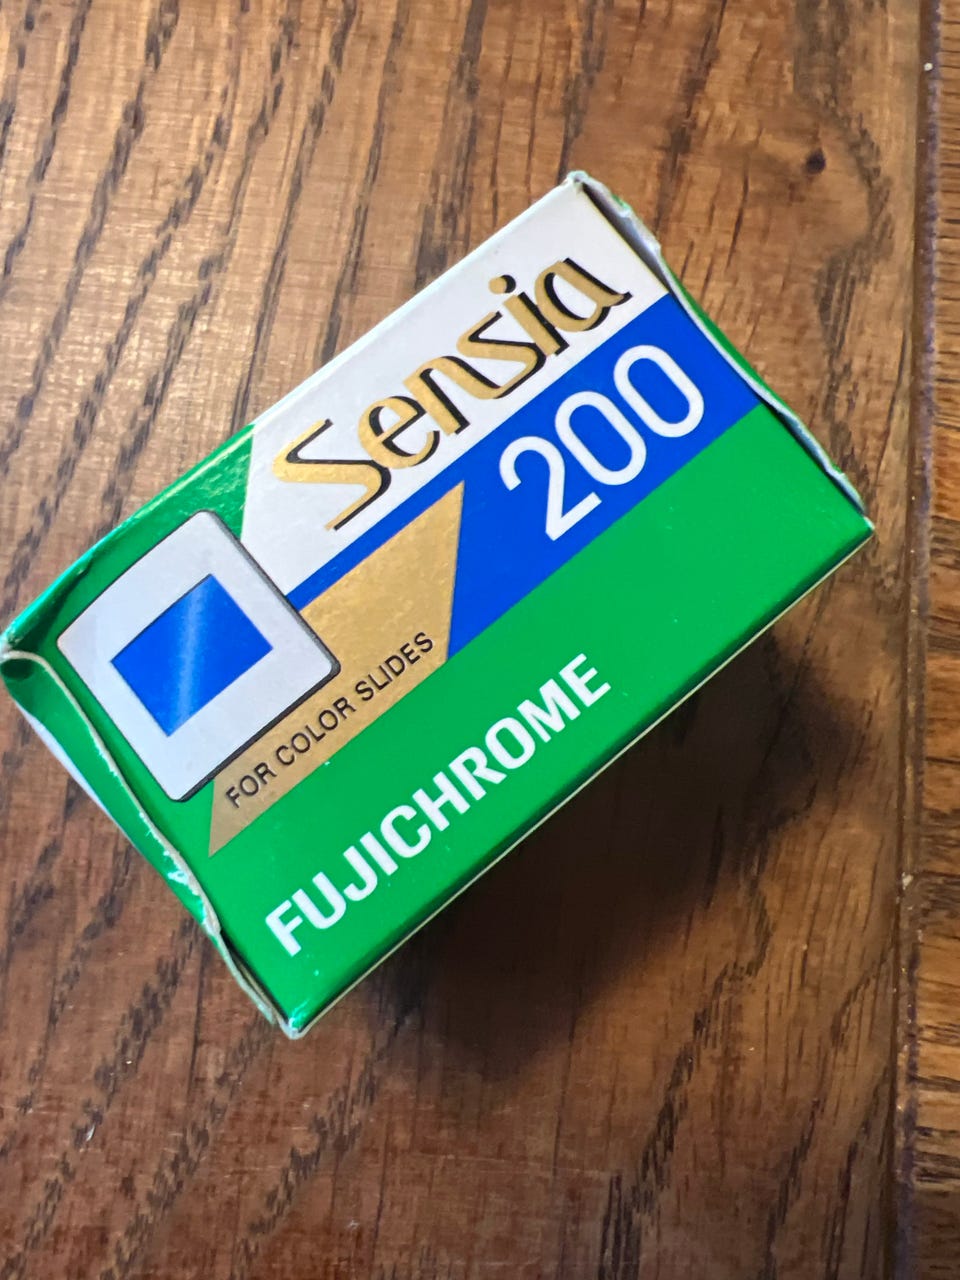 Sensia
200
FOR COLOR SLIDES
FUJICHROME